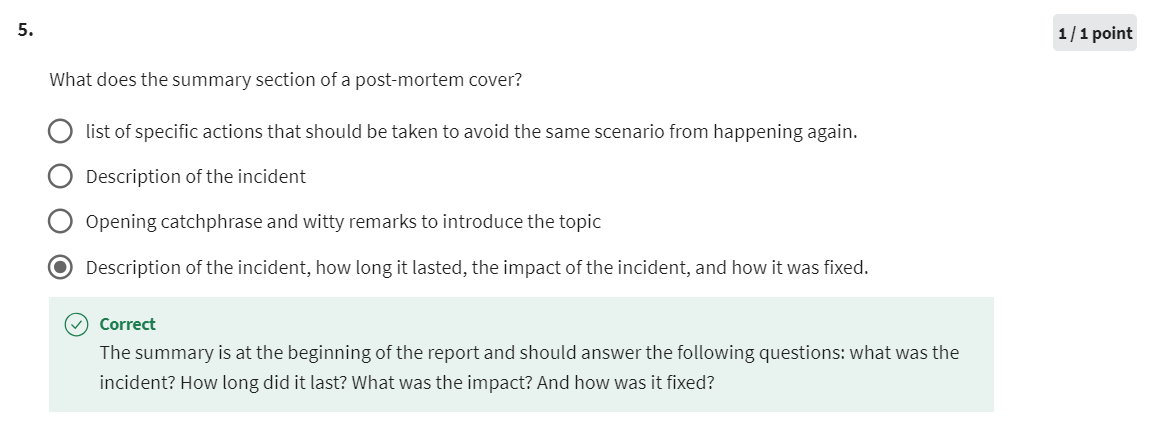 5.
1 / 1 point
What does the summary section of a post-mortem cover?
list of specific actions that should be taken to avoid the same scenario from happening again.
Description of the incident
Opening catchphrase and witty remarks to introduce the topic
Description of the incident, how long it lasted, the impact of the incident, and how it was fixed.
Correct
The summary is at the beginning of the report and should answer the following questions: what was the
incident? How long did it last? What was the impact? And how was it fixed?